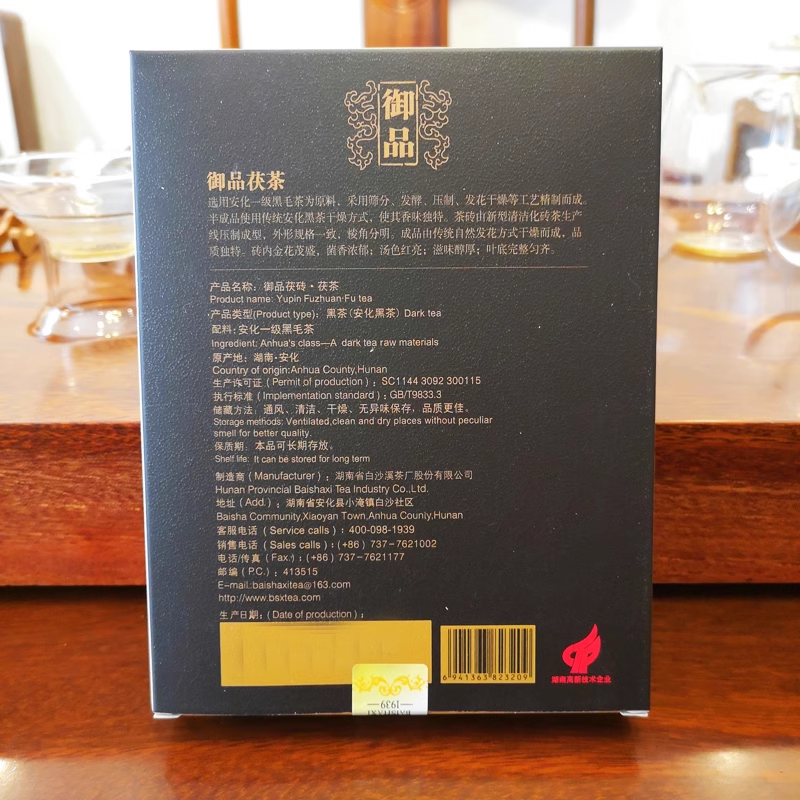 御品
御品茯茶
选用安化一级黑毛茶为原料，采用筛分、发酵、压制、发花干燥等工艺精制而成。
半成品使用传统安化黑茶干燥方式，使其香味独特。茶砖由新型清洁化砖茶生产
线压制成型，外形规格一致，棱角分明。成品由传统自然发花方式干燥而成，品
质独特。砖内金花茂盛，菌香浓郁；汤色红亮；滋味醇厚；叶底完整匀齐。
产品名称：御品茯砖·茯茶
Product name: Yupin Fuzhuan·Fu tea
产品类型(Product type)：黑茶（安化黑茶）Dark tea
配料：安化一级黑毛茶
Ingredient: Anhua's class—A dark tea raw materials
原产地：湖南·安化
Country of origin:Anhua County,Hunan
生产许可证（Permit of production）：SC1144 3092 300115
执行标准（Implementation standard）：GB/T9833.3
储藏方法：通风、清洁、干燥、无异味保存，品质更佳。
Storage methods: Ventilated,clean and dry places without peculiar
smell for better quality.
保质期：本品可长期存放。
Shelf life: It can be stored for long term
制造商（Manufacturer）：湖南省白沙溪茶厂股份有限公司
Hunan Provincial Baishaxi Tea Industry Co.,Ltd.
地址（Add.）：湖南省安化县小淹镇白沙社区
Baisha Community,Xiaoyan Town,Anhua County,Hunan
客服电话（Service calls）：400-098-1939
销售电话（Sales calls）：(+86) 737-7621002
电话/传真（Fax.）：(+86) 737-7621177
邮编（P.C.）：413515
E-mail:baishaxitea@163.com
http://www.bsxtea.com
生产日期：（Date of production）：
6 941363 823209
湖南高新技术企业
BAISHAXI
1939